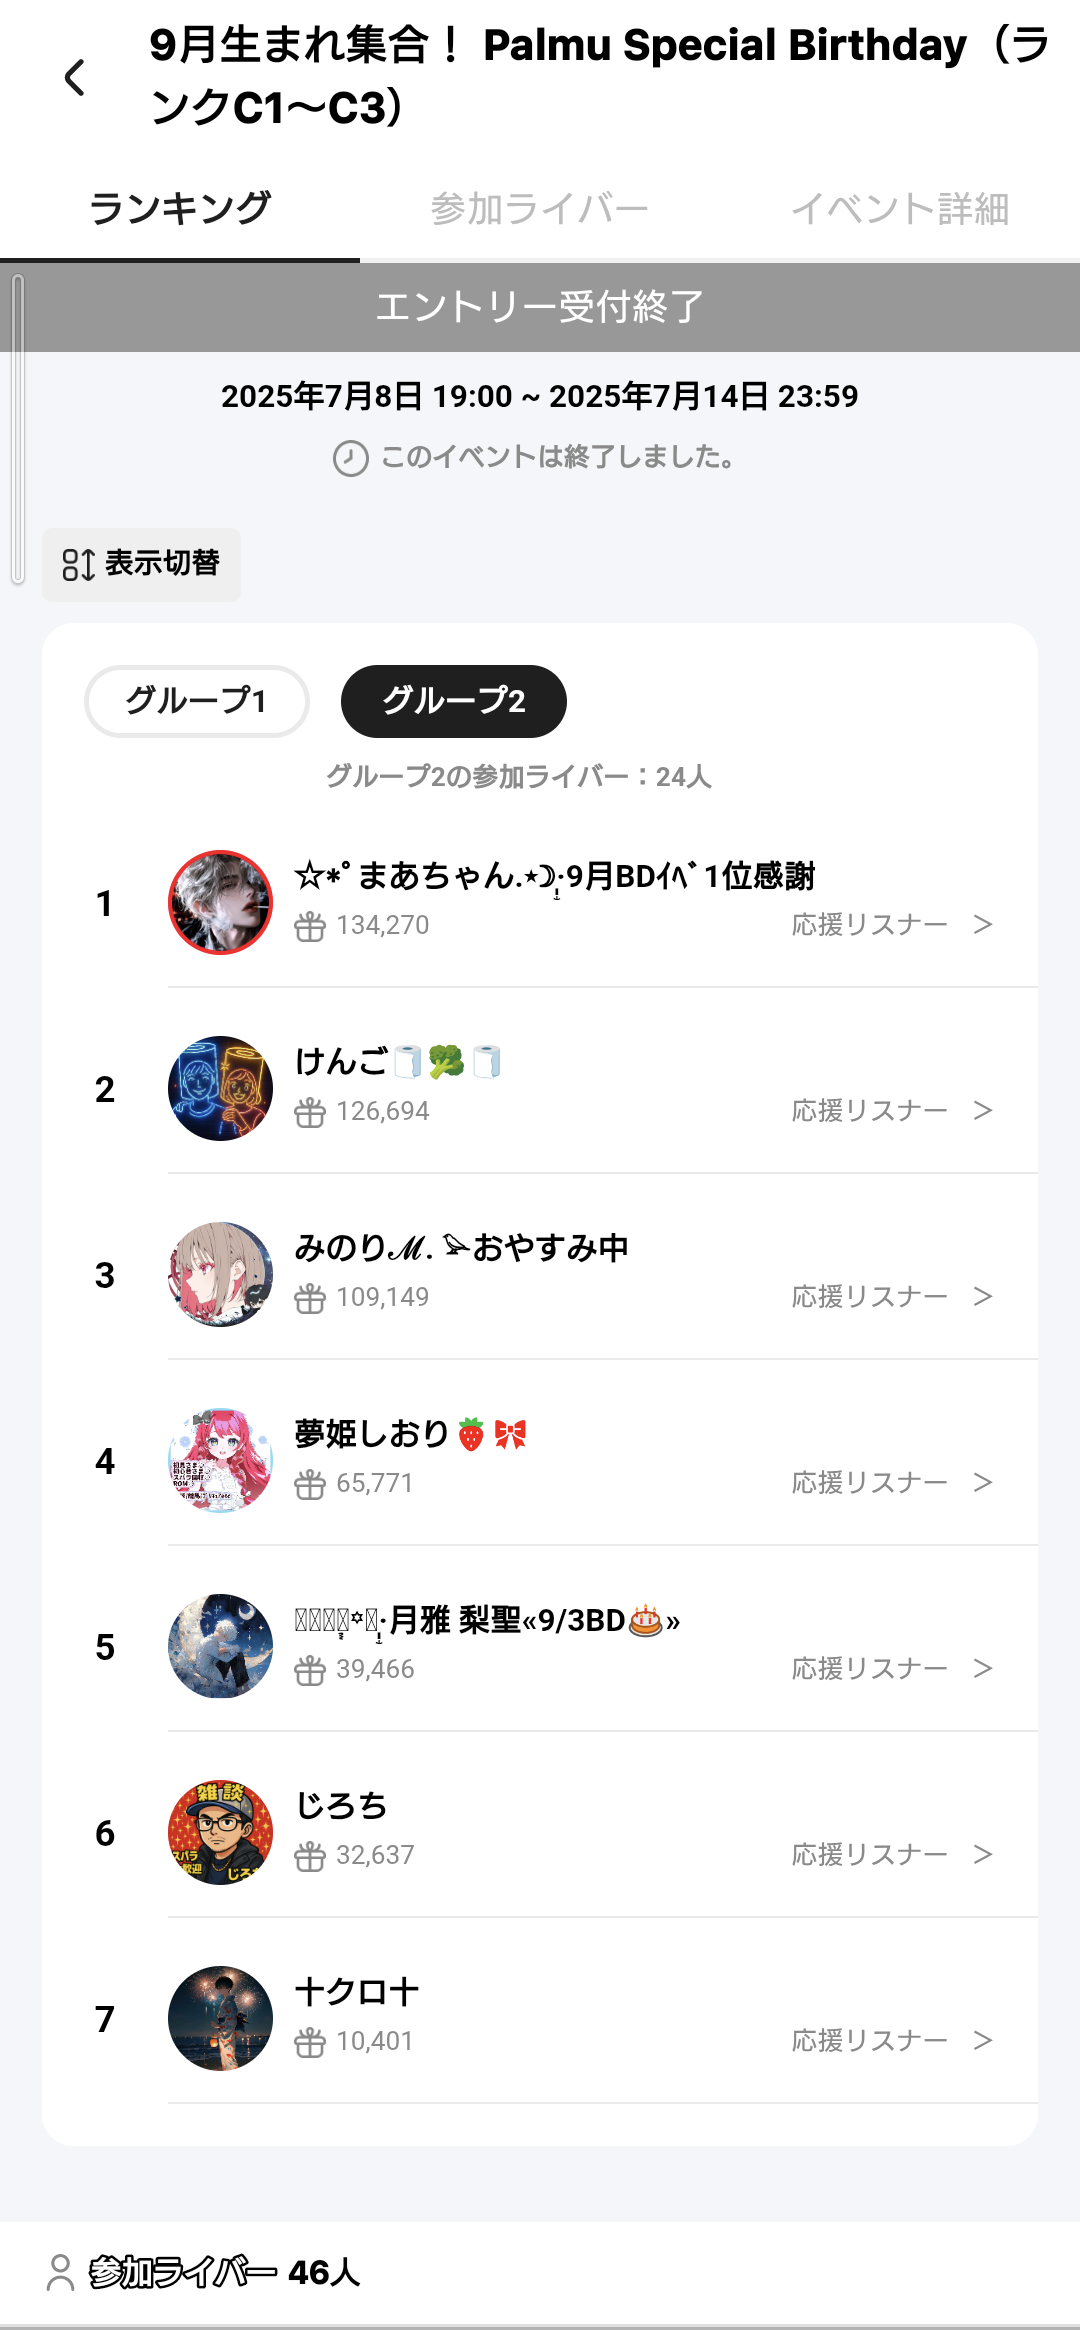 9月生まれ集合！ Palmu Special Birthday（ラ
ンクC1〜C3）
ランキング 参加ライバー イベント詳細
エントリー受付終了
2025年7月8日 19:00 ~ 2025年7月14日 23:59
このイベントは終了しました。
表示切替
グループ1 グループ2
グループ2の参加ライバー：24人
1
☆*ﾟまあちゃん.⋆☽·̩͙9月BDｲﾍﾞ1位感謝
134,270 応援リスナー >
2
けんご🧻🥦🧻
126,694 応援リスナー >
3
みのりℳ. 𓅪おやすみ中
109,149 応援リスナー >
4
夢姫しおり🍓🎀
65,771 応援リスナー >
5
✡·月雅 梨聖«9/3BD🎂»
39,466 応援リスナー >
6
雑談
じろち
32,637 応援リスナー >
7
十クロ十
10,401 応援リスナー >
参加ライバー 46人